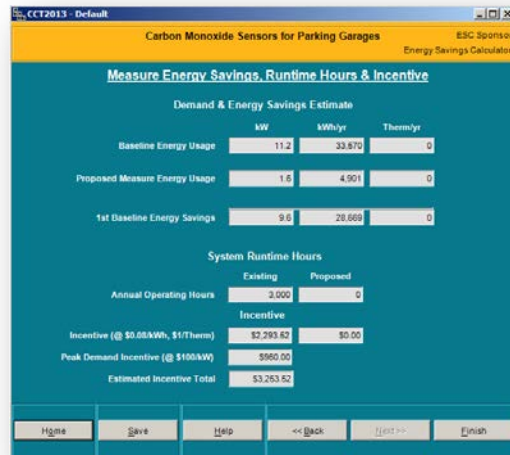 CCT2013 - Default
Carbon Monoxide Sensors for Parking Garages
ESC Sponsor
Energy Savings Calculator
Measure Energy Savings, Runtime Hours & Incentive
Demand & Energy Savings Estimate
kW kWh/yr Therm/yr
Baseline Energy Usage 11.2 33,570 0
Proposed Measure Energy Usage 1.6 4,901 0
1st Baseline Energy Savings 9.6 28,669 0
System Runtime Hours
Existing Proposed
Annual Operating Hours 3,000 0
Incentive
Incentive (@ $0.08/kWh, $1/Therm) $2,293.52 $0.00
Peak Demand Incentive (@ $100/kW) $960.00
Estimated Incentive Total $3,253.52
Home Save Help << Back Next >> Finish